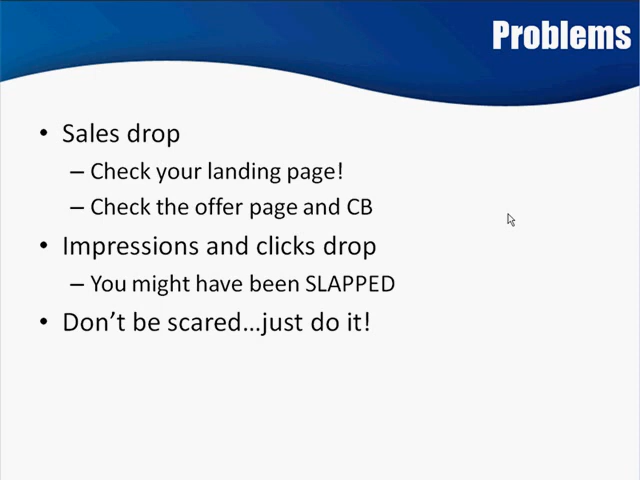 Problems
• Sales drop
– Check your landing page!
– Check the offer page and CB
• Impressions and clicks drop
– You might have been SLAPPED
• Don’t be scared…just do it!